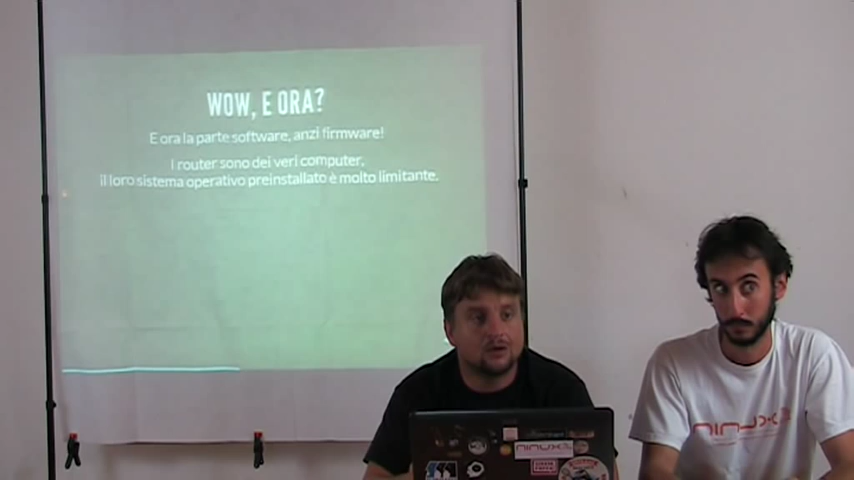 WOW, E ORA?
E ora la parte software, anzi firmware!
I router sono dei veri computer,
il loro sistema operativo preinstallato è molto limitante.
ninux
ninux